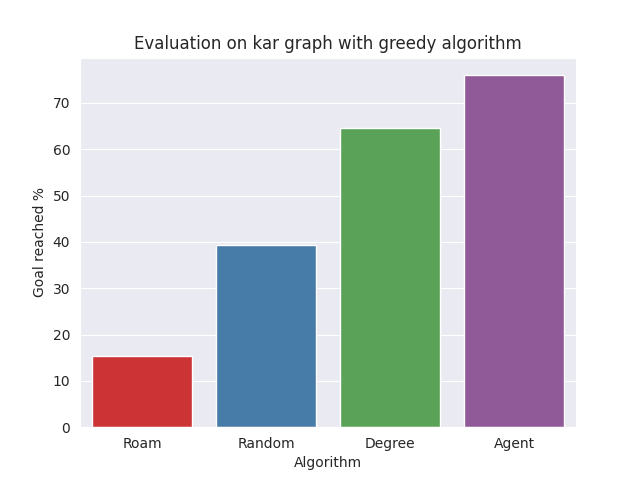 Evaluation on kar graph with greedy algorithm
Goal reached %
70
60
50
40
30
20
10
0
Roam Random Degree Agent
Algorithm